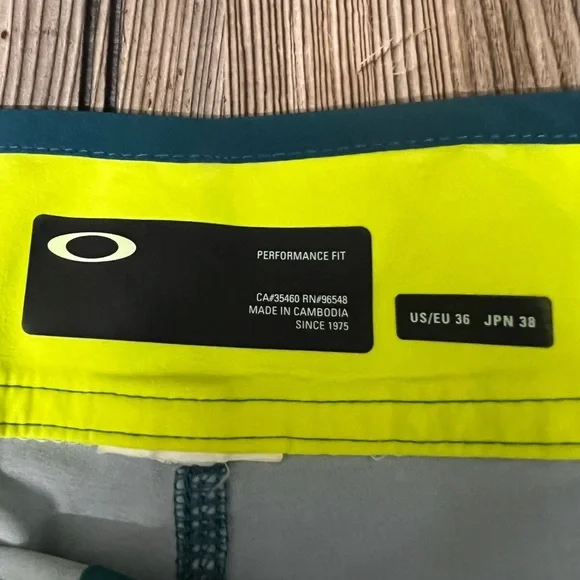 PERFORMANCE FIT
CA#35460 RN#96548
MADE IN CAMBODIA
SINCE 1975
US/EU 36 JPN 38